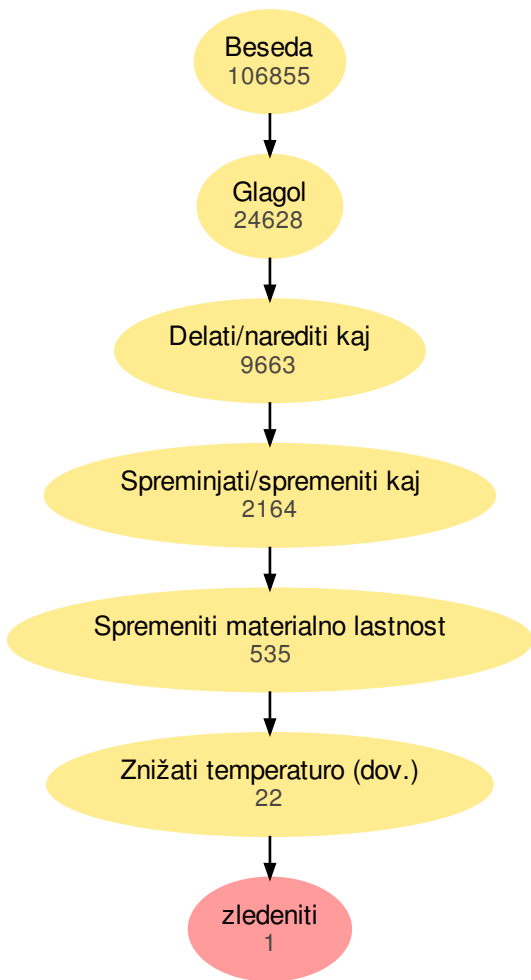 Beseda
106855
Glagol
24628
Delati/narediti kaj
9663
Spreminjati/spremeniti kaj
2164
Spremeniti materialno lastnost
535
Znižati temperaturo (dov.)
22
zledeniti
1